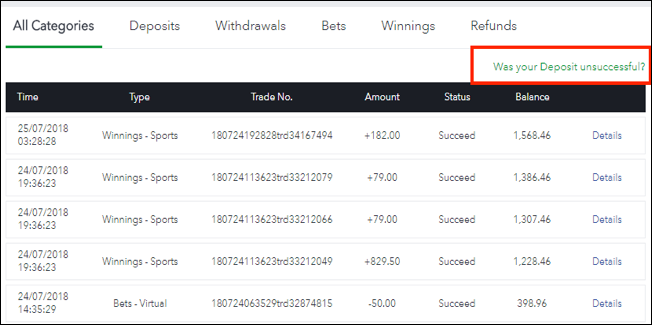 All Categories Deposits Withdrawals Bets Winnings Refunds
Was your Deposit unsuccessful?
Time Type Trade No. Amount Status Balance
25/07/2018
03:28:28 Winnings - Sports 180724192828trd34167494 +182.00 Succeed 1,568.46 Details
24/07/2018
19:36:23 Winnings - Sports 180724113623trd33212079 +79.00 Succeed 1,386.46 Details
24/07/2018
19:36:23 Winnings - Sports 180724113623trd33212066 +79.00 Succeed 1,307.46 Details
24/07/2018
19:36:23 Winnings - Sports 180724113623trd33212049 +829.50 Succeed 1,228.46 Details
24/07/2018
14:35:29 Bets - Virtual 180724063529trd32874815 -50.00 Succeed 398.96 Details